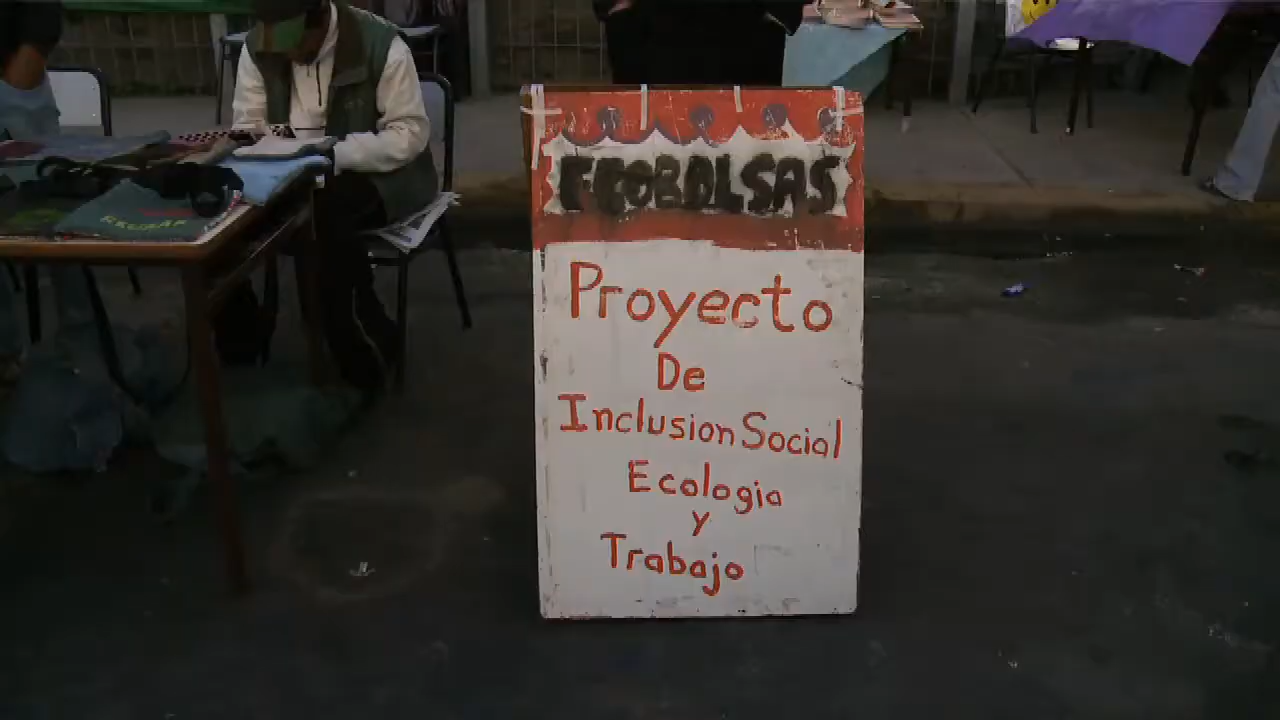 ECOBOLSAS
Proyecto
De
Inclusion Social
Ecologia
y
Trabajo